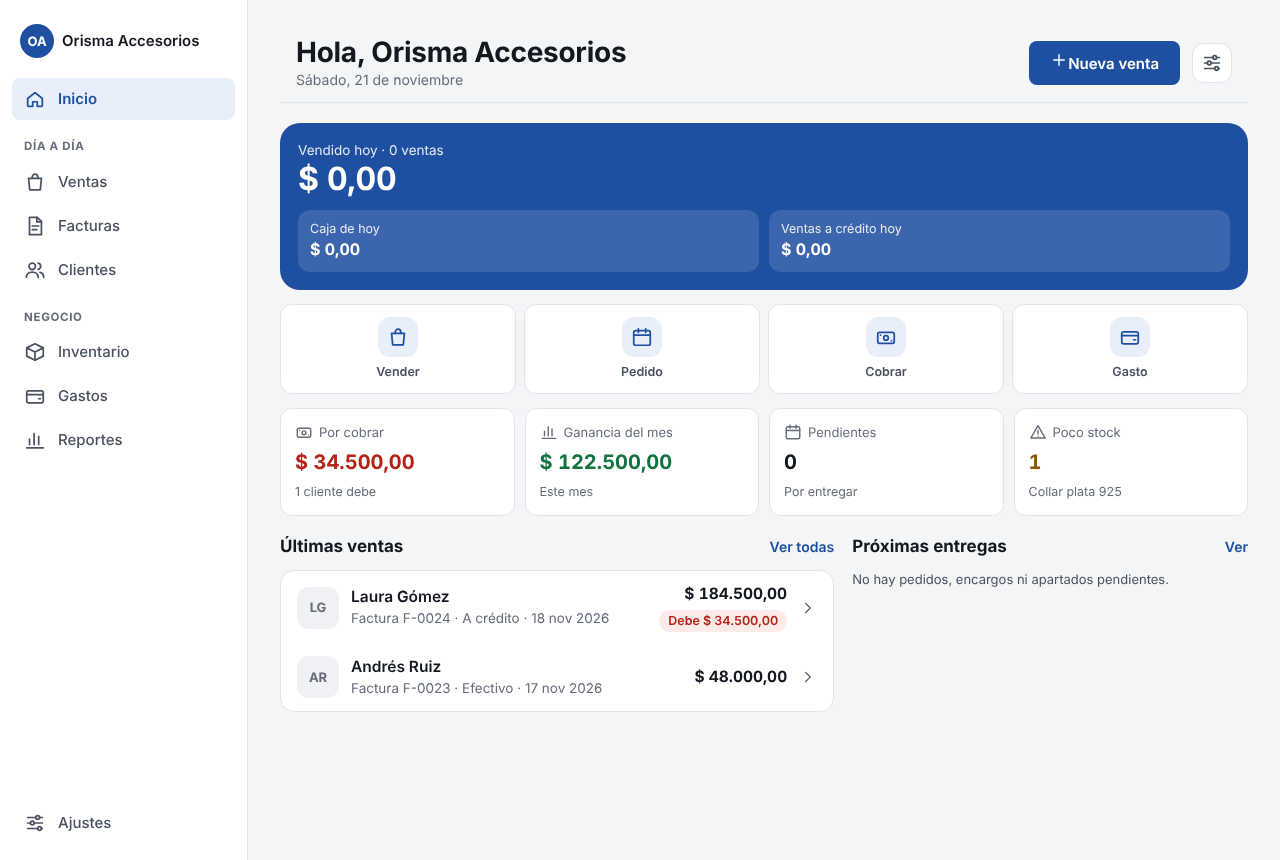 OA Orisma Accesorios
Inicio
DÍA A DÍA
Ventas
Facturas
Clientes
NEGOCIO
Inventario
Gastos
Reportes
Ajustes
Hola, Orisma Accesorios
Sábado, 21 de noviembre
+ Nueva venta
Vendido hoy · 0 ventas
$ 0,00
Caja de hoy
$ 0,00
Ventas a crédito hoy
$ 0,00
Vender
Pedido
Cobrar
Gasto
Por cobrar
$ 34.500,00
1 cliente debe
Ganancia del mes
$ 122.500,00
Este mes
Pendientes
0
Por entregar
Poco stock
1
Collar plata 925
Últimas ventas
Ver todas
LG
Laura Gómez
Factura F-0024 · A crédito · 18 nov 2026
$ 184.500,00
Debe $ 34.500,00
AR
Andrés Ruiz
Factura F-0023 · Efectivo · 17 nov 2026
$ 48.000,00
Próximas entregas
Ver
No hay pedidos, encargos ni apartados pendientes.